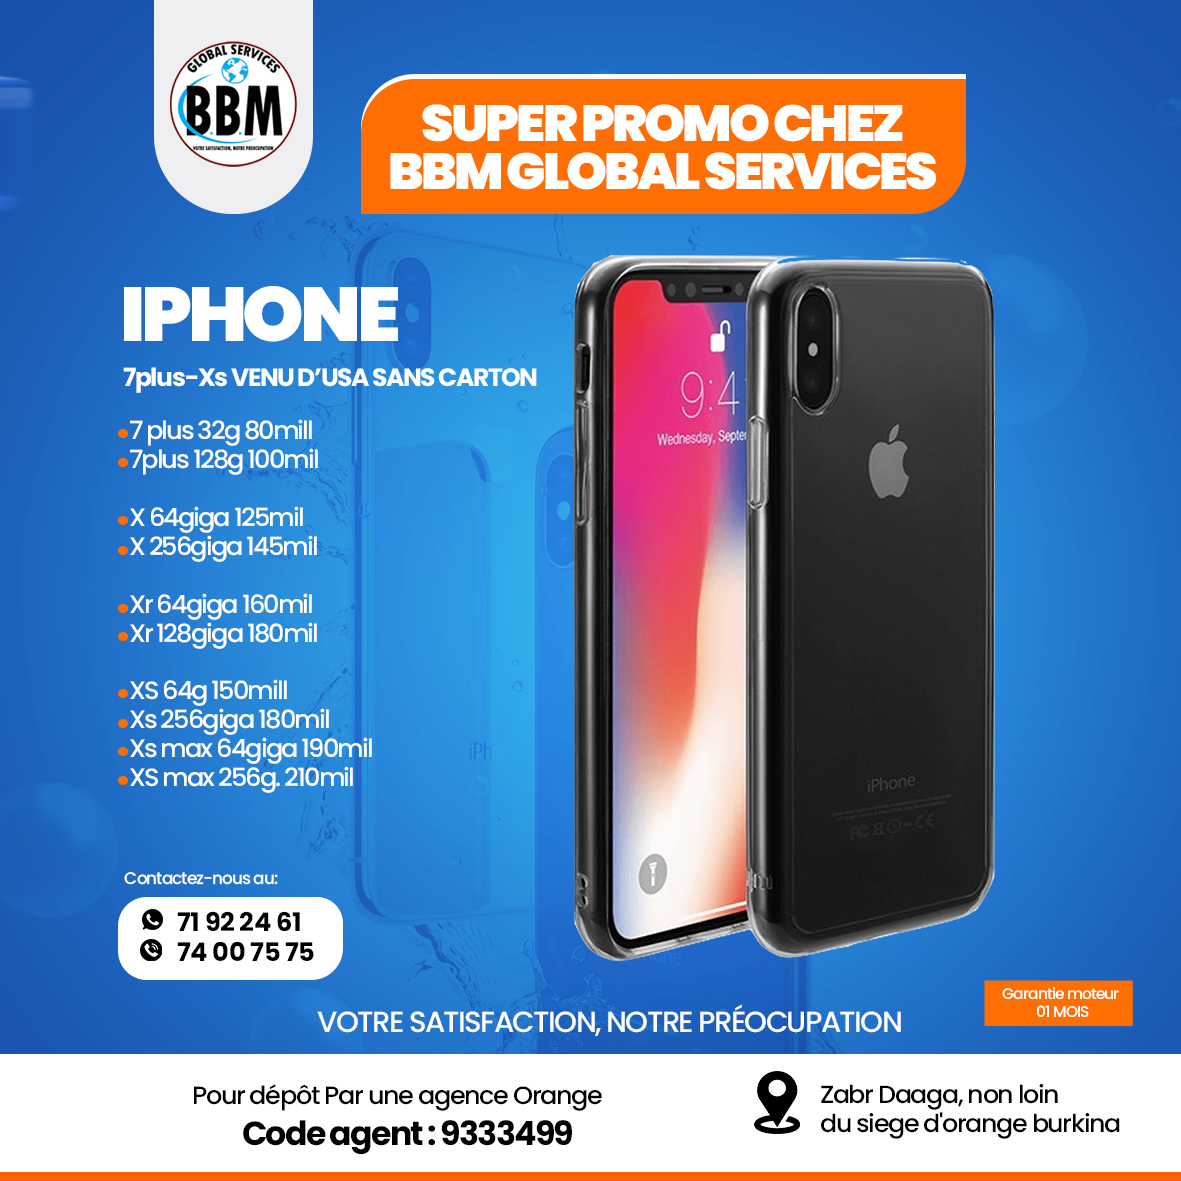 GLOBAL SERVICES
B.B.M
VOTRE SATISFACTION, NOTRE PREOCUPATION
SUPER PROMO CHEZ
BBM GLOBAL SERVICES
IPHONE
7plus-Xs VENU D'USA SANS CARTON
7 plus 32g 80mill
7plus 128g 100mil
X 64giga 125mil
X 256giga 145mil
Xr 64giga 160mil
Xr 128giga 180mil
XS 64g 150mill
Xs 256giga 180mil
Xs max 64giga 190mil
XS max 256g. 210mil
9:4
Wednesday, Septe
iPhone
Contactez-nous au:
71 92 24 61
74 00 75 75
Garantie moteur
01 MOIS
VOTRE SATISFACTION, NOTRE PRÉOCUPATION
Pour dépôt Par une agence Orange
Code agent : 9333499
Zabr Daaga, non loin
du siege d'orange burkina